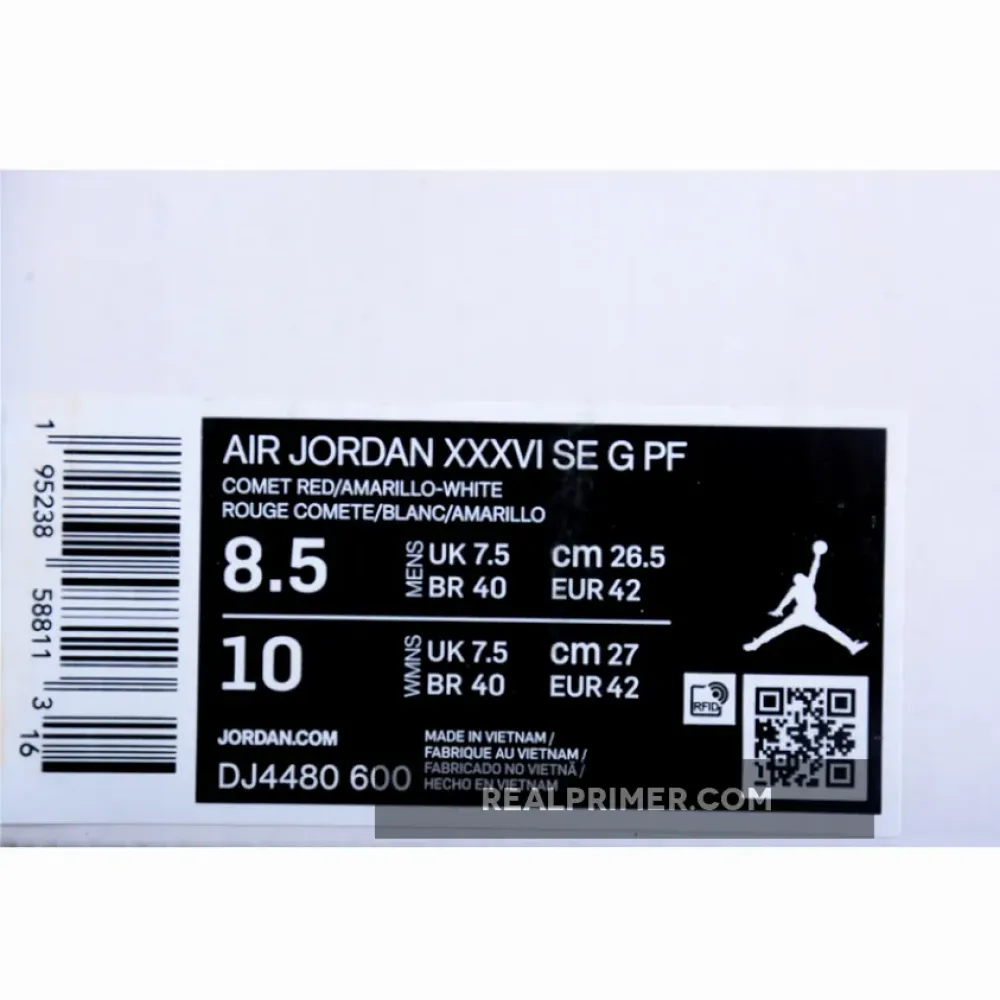 AIR JORDAN XXXVI SE G PF
COMET RED/AMARILLO-WHITE
ROUGE COMETE/BLANC/AMARILLO
8.5 MENS UK 7.5 cm 26.5
BR 40 EUR 42
10 WMNS UK 7.5 cm 27
BR 40 EUR 42
RFID
JORDAN.COM
DJ4480 600
MADE IN VIETNAM /
FABRIQUE AU VIETNAM /
FABRICADO NO VIETNÃ /
HECHO EN VIETNAM
REALPRIMER.COM
1 95238 58811 3 16